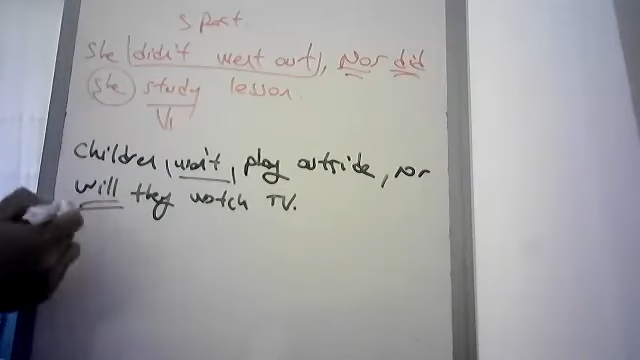 s past.
She (didn't went out), Nor did
she study lesson.
V1
Children, won't, play outside, nor
will they watch TV.